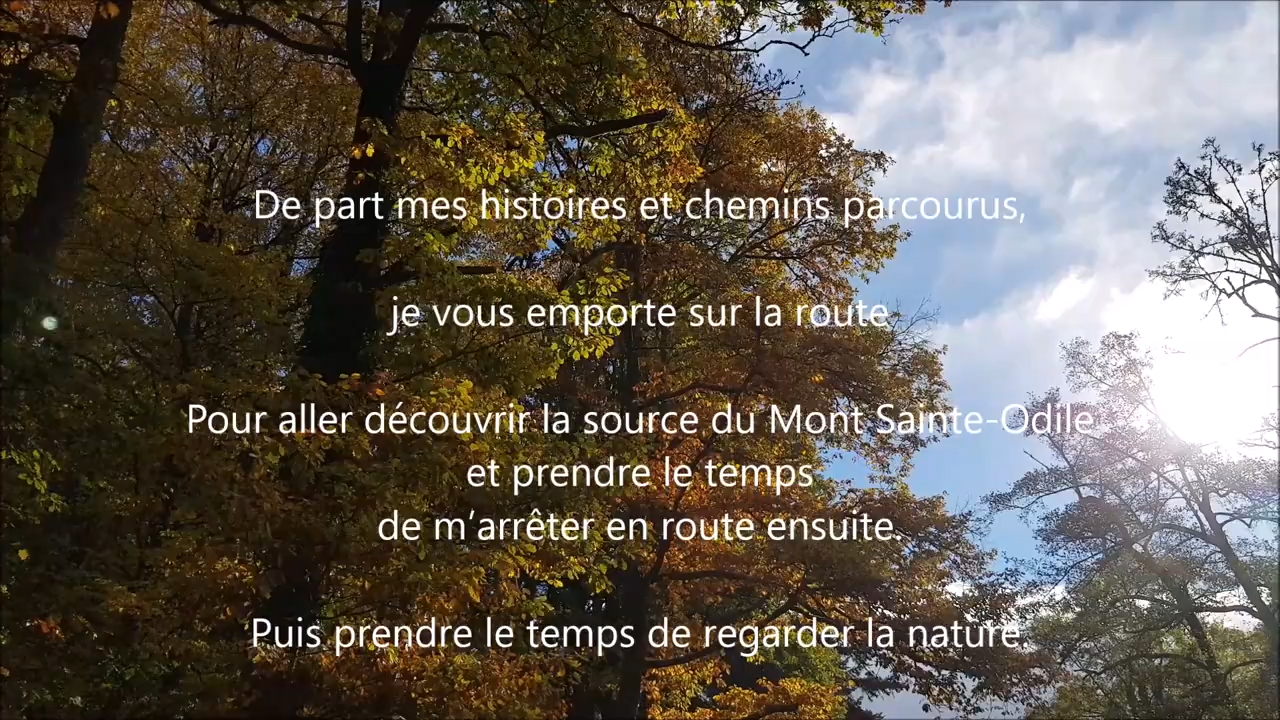 De part mes histoires et chemins parcourus,
je vous emporte sur la route
Pour aller découvrir la source du Mont Sainte-Odile
et prendre le temps
de m’arrêter en route ensuite.
Puis prendre le temps de regarder la nature